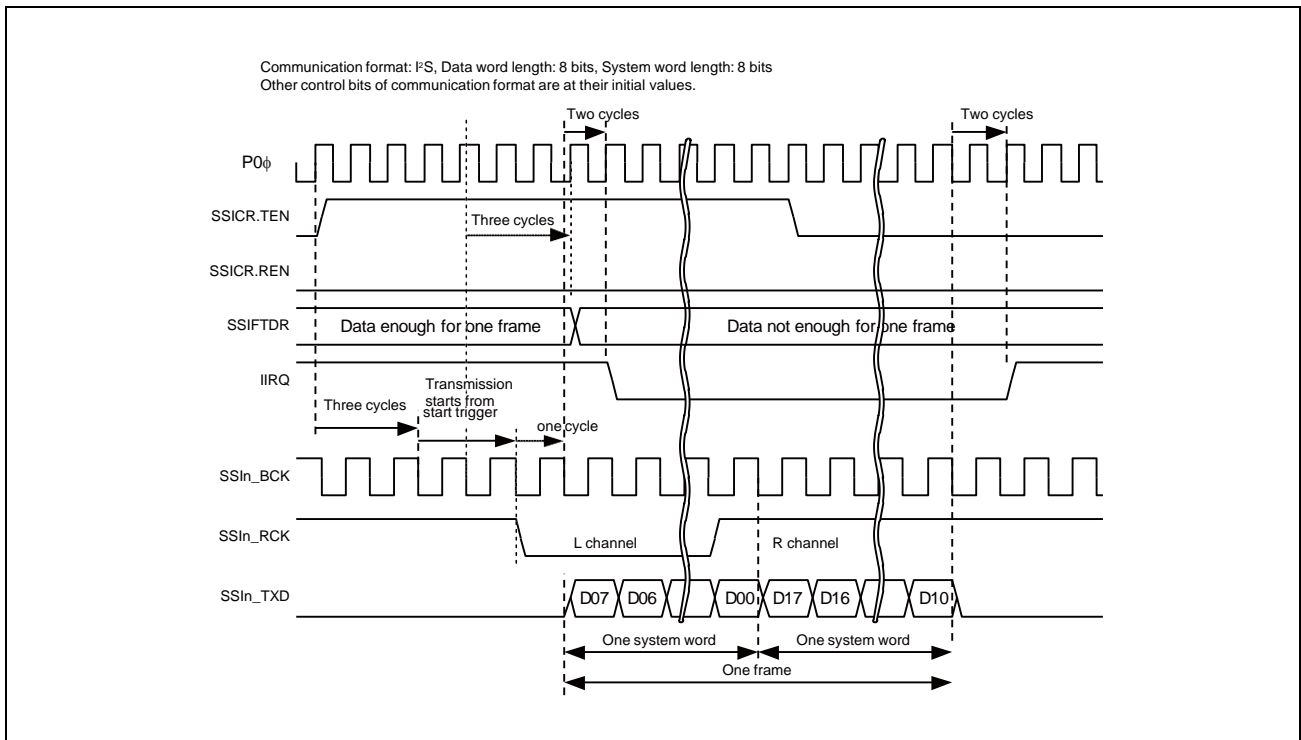 Communication format: I²S, Data word length: 8 bits, System word length: 8 bits
Other control bits of communication format are at their initial values.
Two cycles
Two cycles
P0ϕ
SSICR.TEN
Three cycles
SSICR.REN
SSIFTDR
Data enough for one frame
Data not enough for one frame
IIRQ
Three cycles
Transmission
starts from
start trigger
one cycle
SSIn_BCK
SSIn_RCK
L channel
R channel
SSIn_TXD
D07
D06
D00
D17
D16
D10
One system word
One system word
One frame